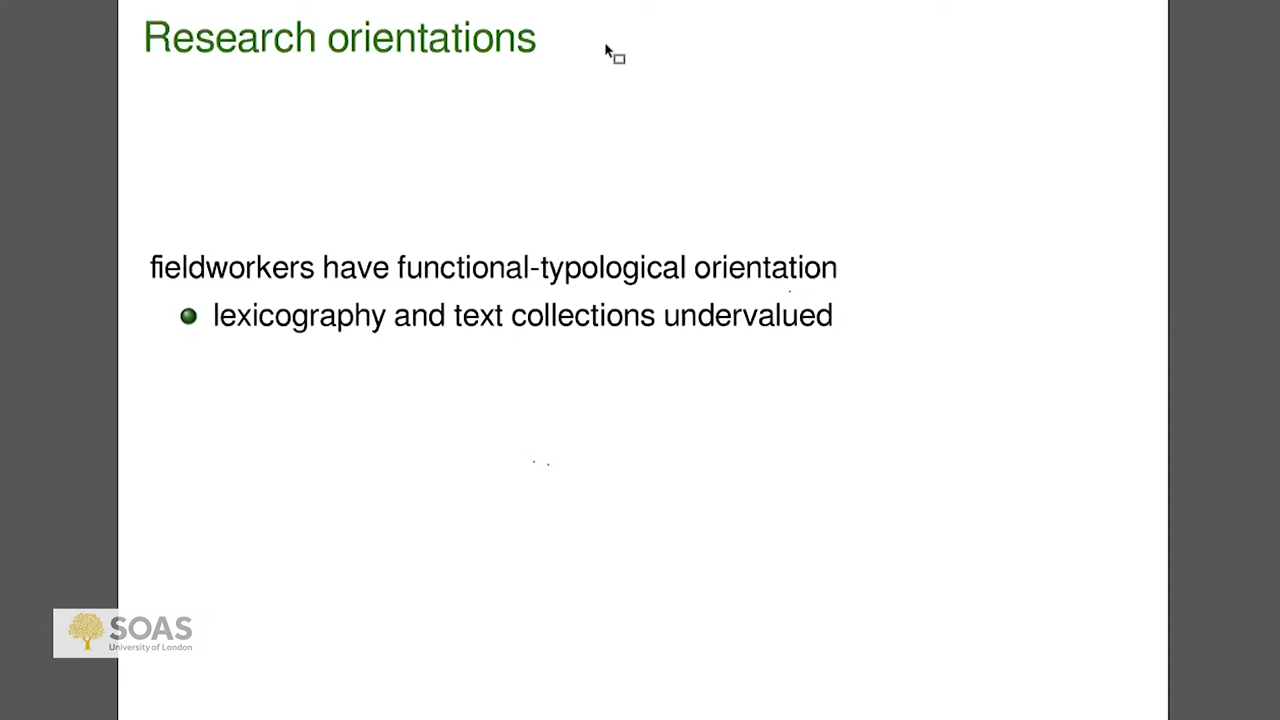 Research orientations
fieldworkers have functional-typological orientation
lexicography and text collections undervalued
SOAS
University of London